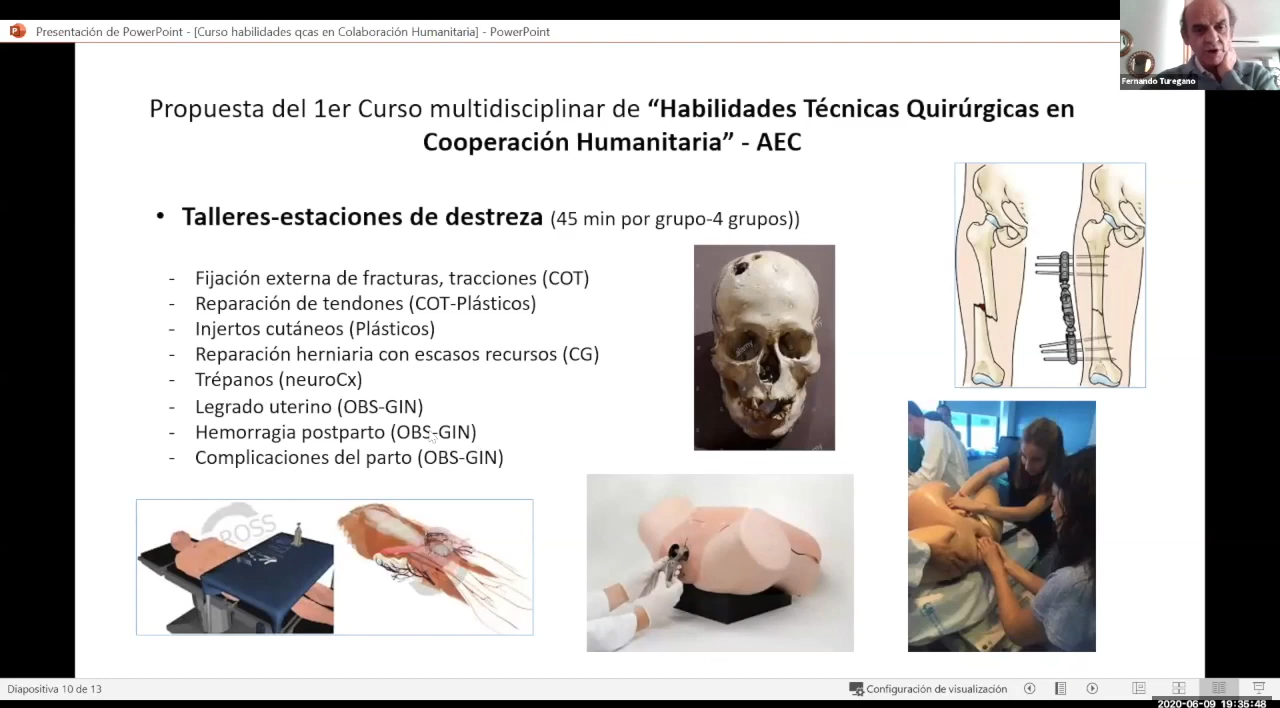 Presentación de PowerPoint - [Curso habilidades qcas en Colaboración Humanitaria] - PowerPoint
Fernando Turegano
Propuesta del 1er Curso multidisciplinar de “Habilidades Técnicas Quirúrgicas en
Cooperación Humanitaria” - AEC
• Talleres-estaciones de destreza (45 min por grupo-4 grupos))
- Fijación externa de fracturas, tracciones (COT)
- Reparación de tendones (COT-Plásticos)
- Injertos cutáneos (Plásticos)
- Reparación herniaria con escasos recursos (CG)
- Trépanos (neuroCx)
- Legrado uterino (OBS-GIN)
- Hemorragia postparto (OBS-GIN)
- Complicaciones del parto (OBS-GIN)
alamy
Diapositiva 10 de 13
Configuración de visualización
2020-06-09 19:35:48